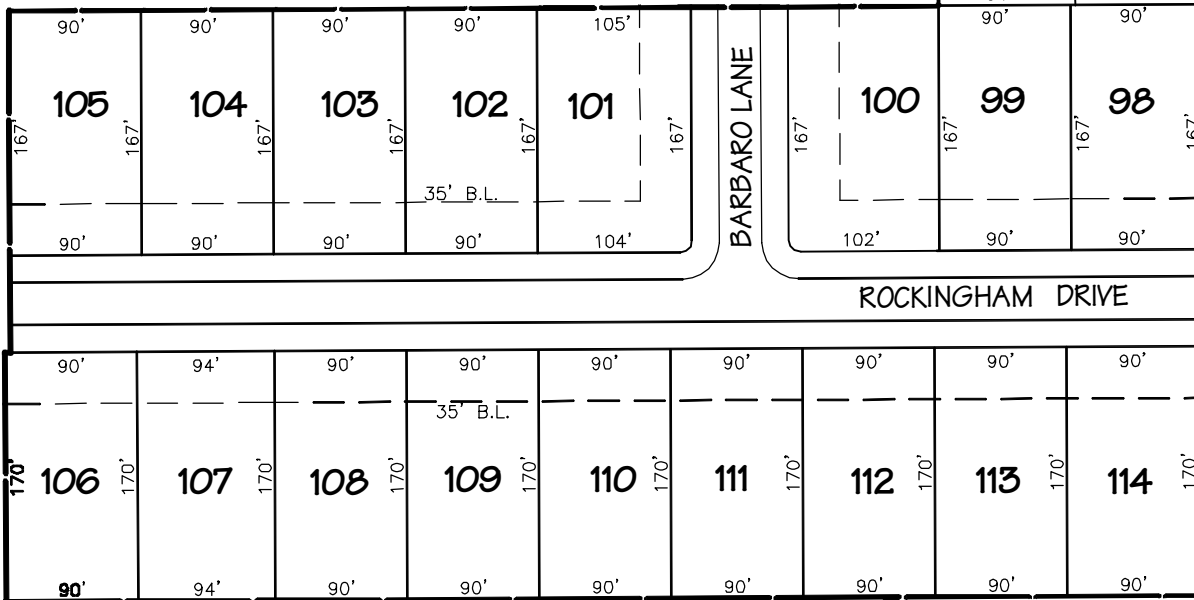 90' 90' 90' 90' 105' 90' 90'
105 104 103 102 101 100 99 98
167' 167' 167' 167' 167' 167' 167' 167' 167'
BARBARO LANE
35' B.L.
90' 90' 90' 90' 104' 102' 90' 90'
ROCKINGHAM DRIVE
90' 94' 90' 90' 90' 90' 90' 90' 90'
35' B.L.
106 107 108 109 110 111 112 113 114
170' 170' 170' 170' 170' 170' 170' 170' 170' 170'
90' 94' 90' 90' 90' 90' 90' 90' 90'